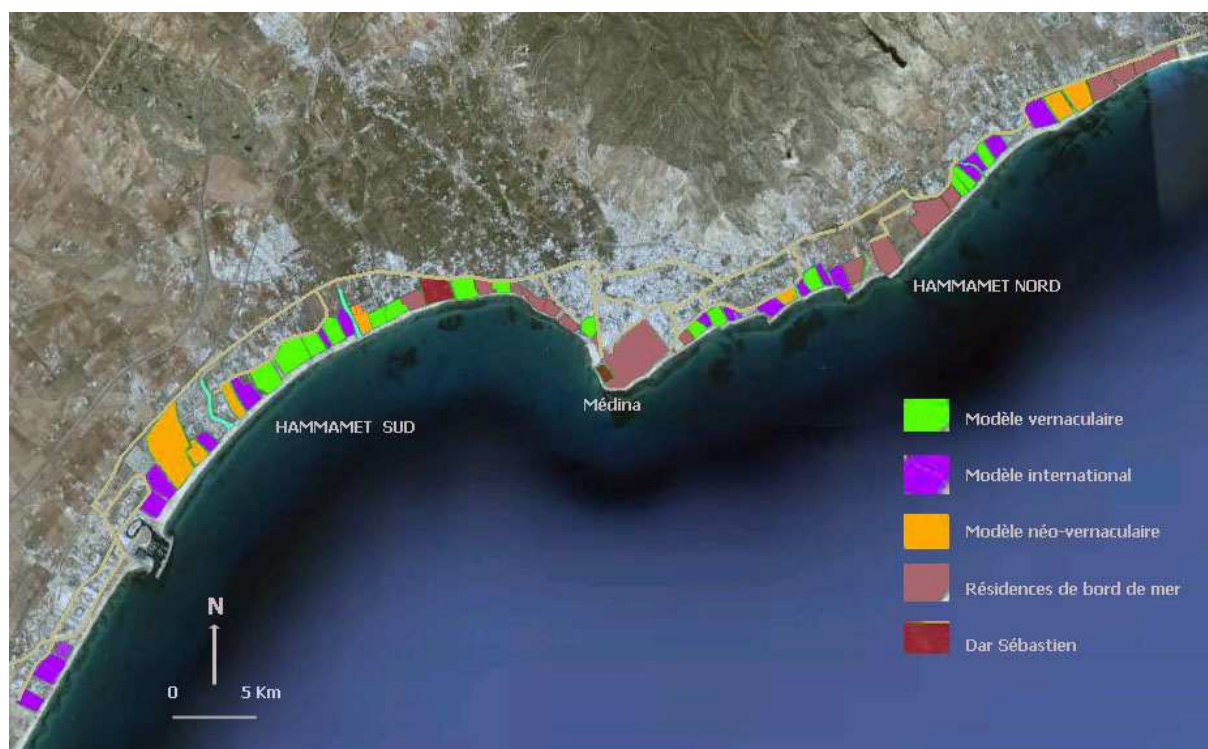 HAMMAMET NORD
Médina
HAMMAMET SUD
Modèle vernaculaire
Modèle international
Modèle néo-vernaculaire
Résidences de bord de mer
Dar Sébastien
N
0 5 Km